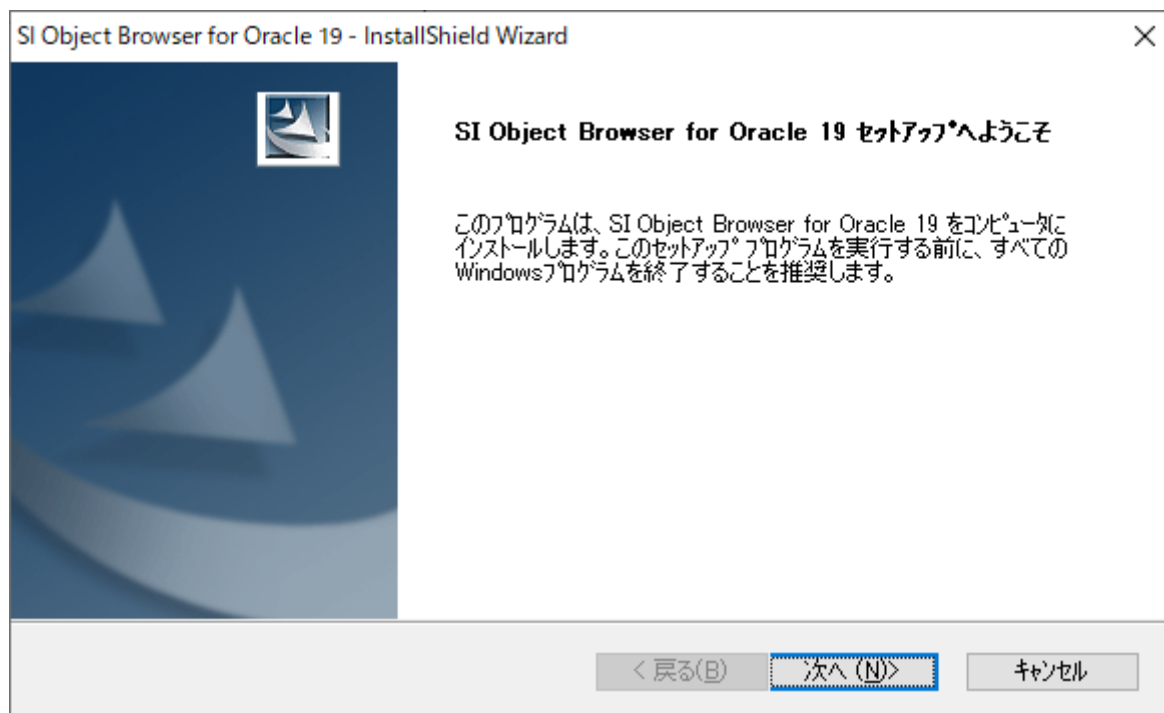 SI Object Browser for Oracle 19 - InstallShield Wizard
SI Object Browser for Oracle 19 ｾｯﾄｱｯﾌﾟへようこそ
このﾌﾟﾛｸﾞﾗﾑは、SI Object Browser for Oracle 19 をｺﾝﾋﾟｭｰﾀに
インストールします。このセットアップ プログラムを実行する前に、すべての
Windowsﾌﾟﾛｸﾞﾗﾑを終了することを推奨します。
< 戻る(B)
次へ (N)>
ｷｬﾝｾﾙ